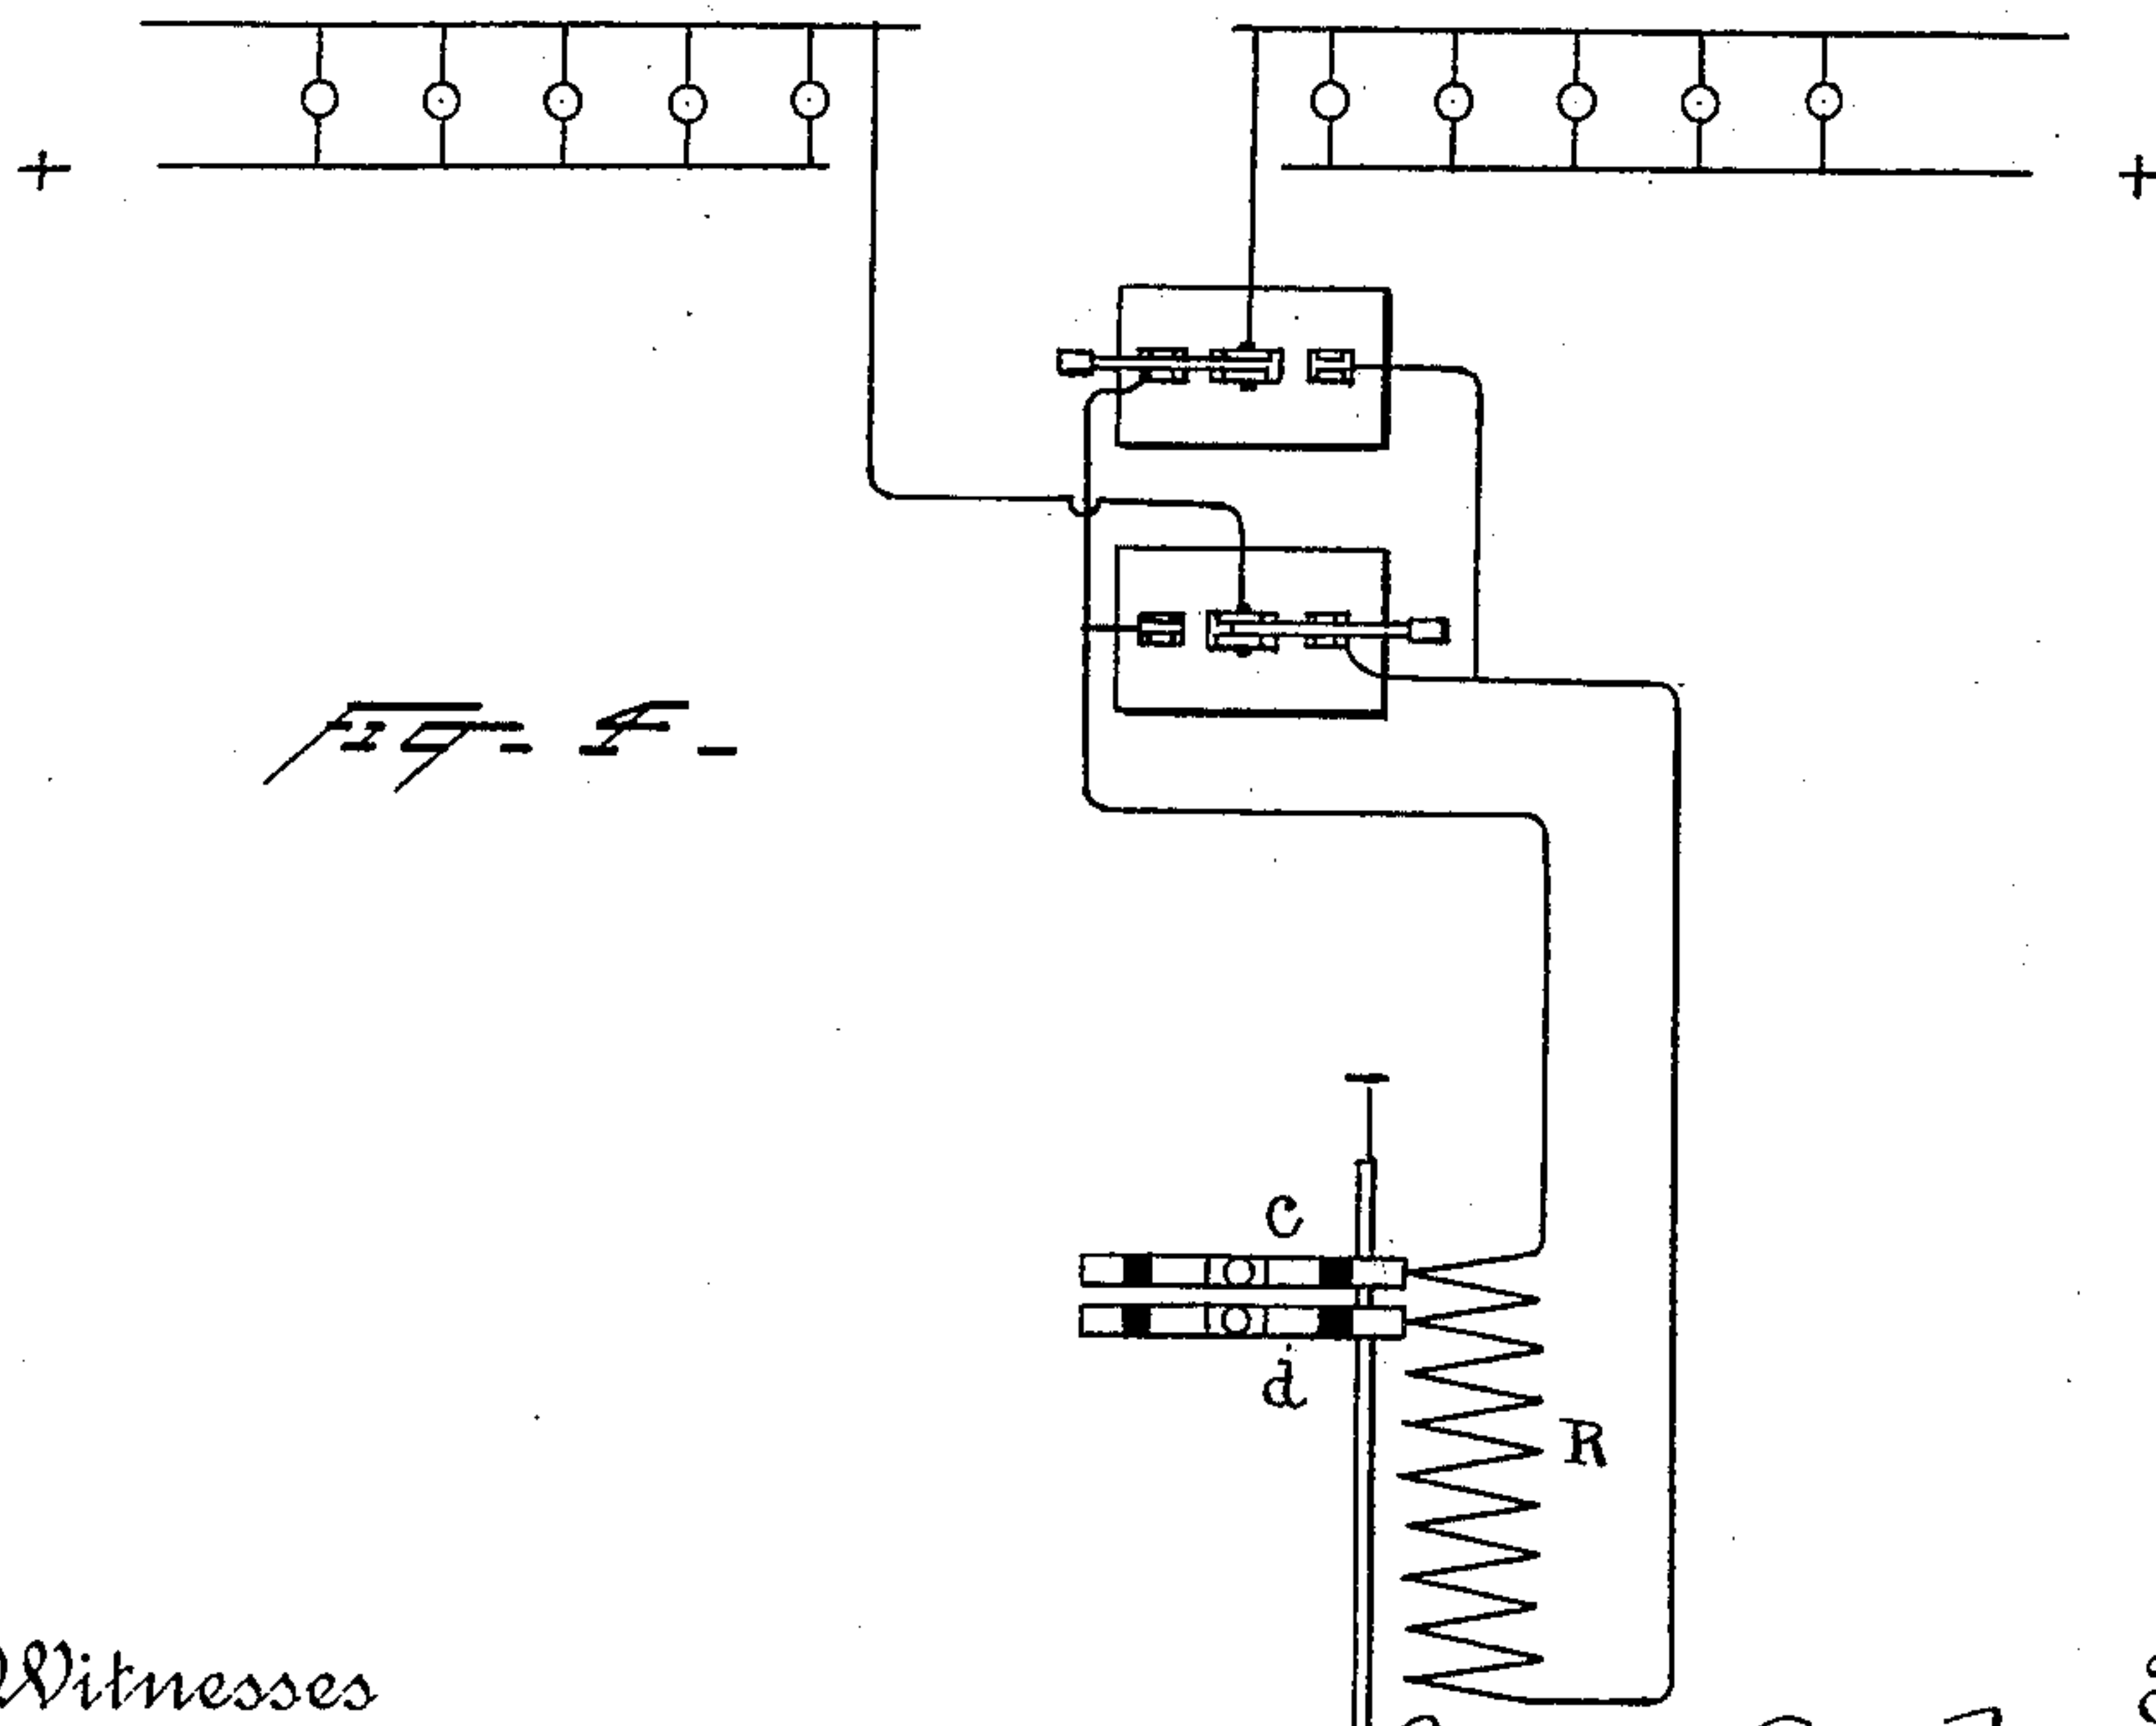 + +
Fig. 4.
C
d
R
Witnesses